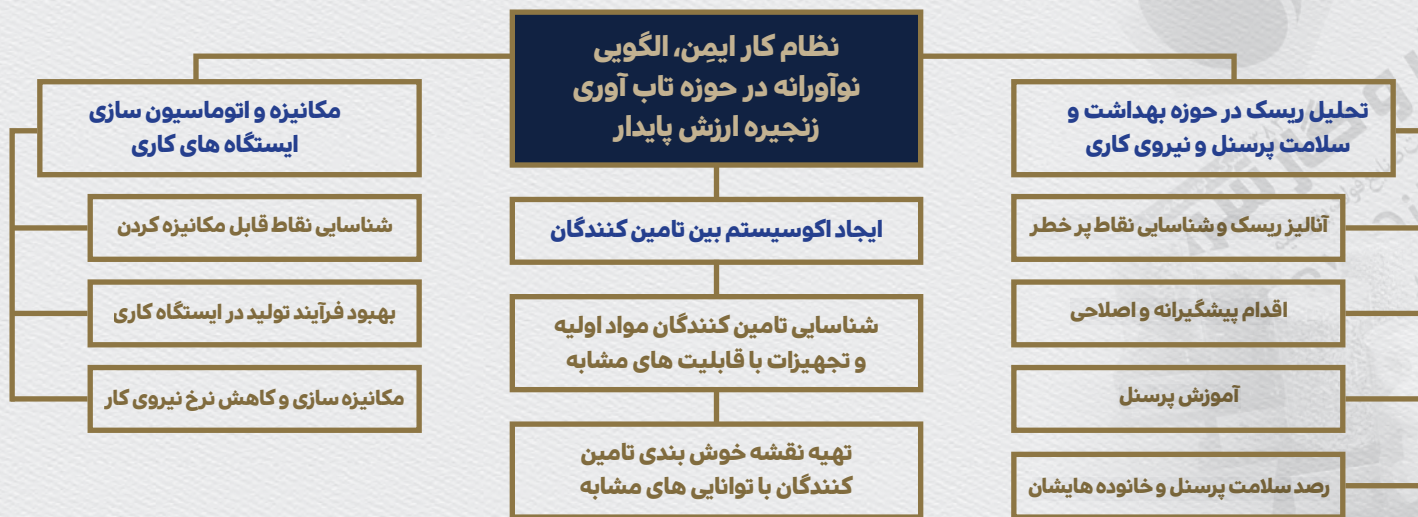 نظام کار ایمِن، الگویی
نوآورانه در حوزه تاب آوری
زنجیره ارزش پایدار
تحلیل ریسک در حوزه بهداشت و
سلامت پرسنل و نیروی کاری
آنالیز ریسک و شناسایی نقاط پر خطر
اقدام پیشگیرانه و اصلاحی
آموزش پرسنل
رصد سلامت پرسنل و خانوده هایشان
ایجاد اکوسیستم بین تامین کنندگان
شناسایی تامین کنندگان مواد اولیه
و تجهیزات با قابلیت های مشابه
تهیه نقشه خوش بندی تامین
کنندگان با توانایی های مشابه
مکانیزه و اتوماسیون سازی
ایستگاه های کاری
شناسایی نقاط قابل مکانیزه کردن
بهبود فرآیند تولید در ایستگاه کاری
مکانیزه سازی و کاهش نرخ نیروی کار